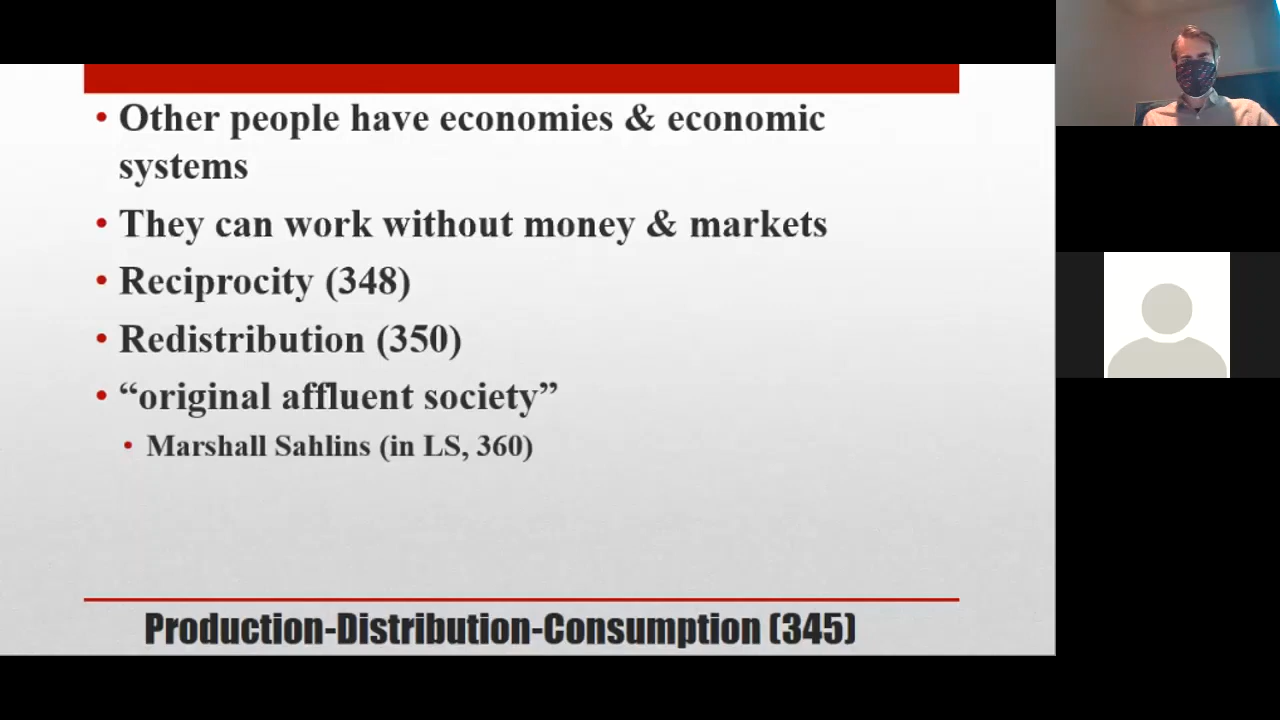 • Other people have economies & economic
systems
• They can work without money & markets
• Reciprocity (348)
• Redistribution (350)
• “original affluent society”
• Marshall Sahlins (in LS, 360)
Production-Distribution-Consumption (345)